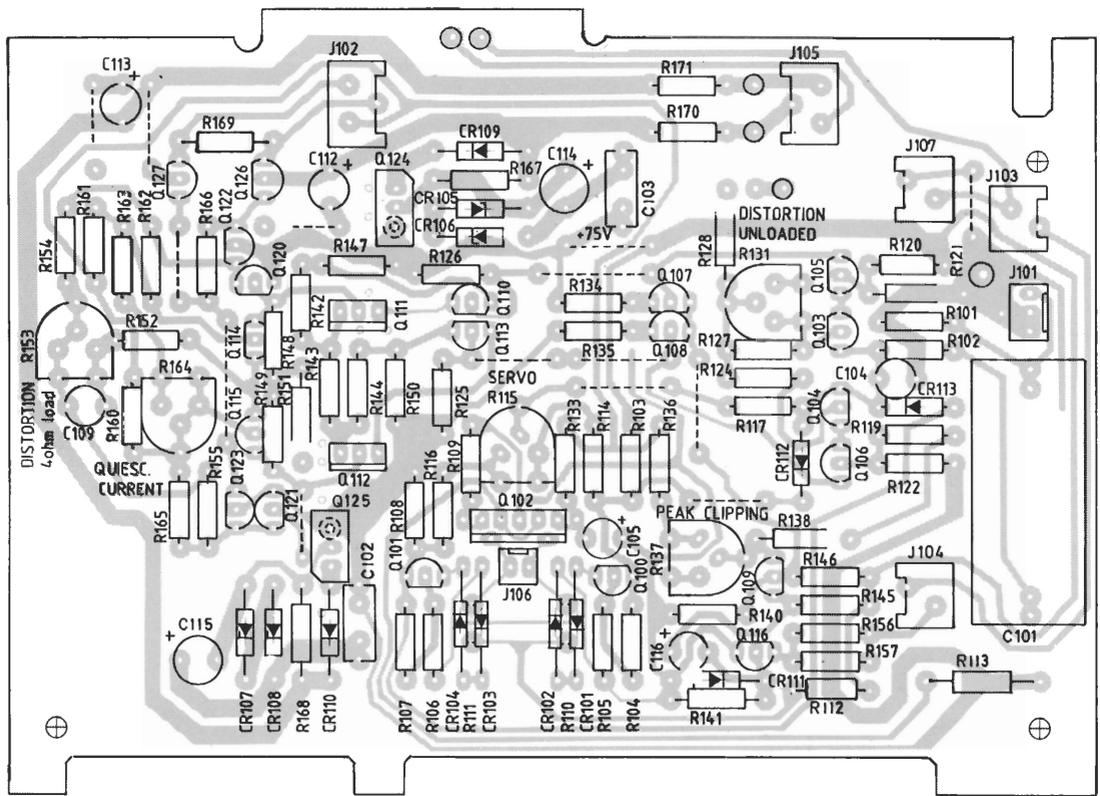 C113
J102
J105
R171
R170
R169
C112
Q124
CR109
R167
C114
C103
J107
J103
Q127
Q126
CR105
CR106
+75V
DISTORTION
UNLOADED
R154
R161
R163
R162
R166
Q122
Q120
R147
R126
R128
R131
Q105
R120
R121
J101
R142
Q111
Q110
R134
Q107
Q113
R135
Q108
Q103
R101
R102
R127
R153
R152
Q114
R148
R143
R164
R149
R151
R144
R150
R125
SERVO
R115
R124
C104
CR113
DISTORTION
4ohm load
C109
R160
Q115
R133
R114
R103
R136
R117
Q104
R119
QUIESC.
CURRENT
Q123
Q112
R116
R109
CR112
Q106
R122
R155
R165
Q121
Q125
R108
Q102
PEAK CLIPPING
R138
Q101
C102
J106
C105
Q100
R137
Q109
R146
J104
R145
R140
R156
C115
C116
Q116
R157
C101
CR111
R112
R113
R141
CR107
CR108
R168
CR110
R107
R106
CR104
R111
CR103
CR102
R110
CR101
R105
R104